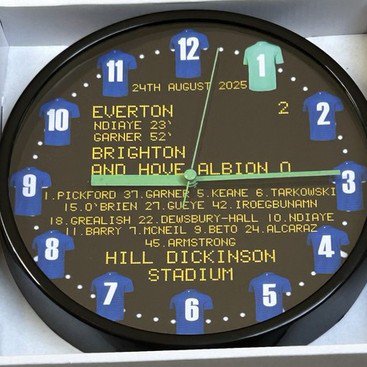 12
1
11
24TH AUGUST 2025
10
2
EVERTON 2
NDIAYE 23'
GARNER 52'
BRIGHTON
AND HOVE ALBION 0
9
3
1.PICKFORD 37.GARNER 5.KEANE 6.TARKOWSKI
15.O'BRIEN 27.GUEYE 42.IROEGBUNAMN
18.GREALISH 22.DEWSBURY-HALL 10.NDIAYE
11.BARRY 7.MCNEIL 9.BETO 24.ALCARAZ
45.ARMSTRONG
8
4
HILL DICKINSON
STADIUM
7
5
6